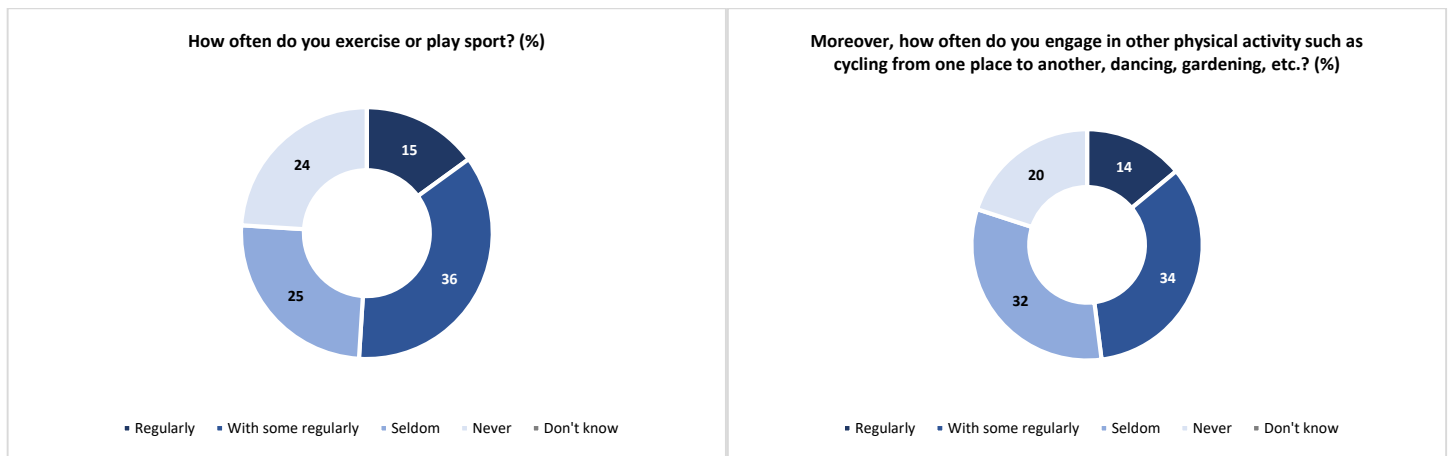 How often do you exercise or play sport? (%)
15
36
25
24
Regularly With some regularly Seldom Never Don't know
Moreover, how often do you engage in other physical activity such as
cycling from one place to another, dancing, gardening, etc.? (%)
14
34
32
20
Regularly With some regularly Seldom Never Don't know